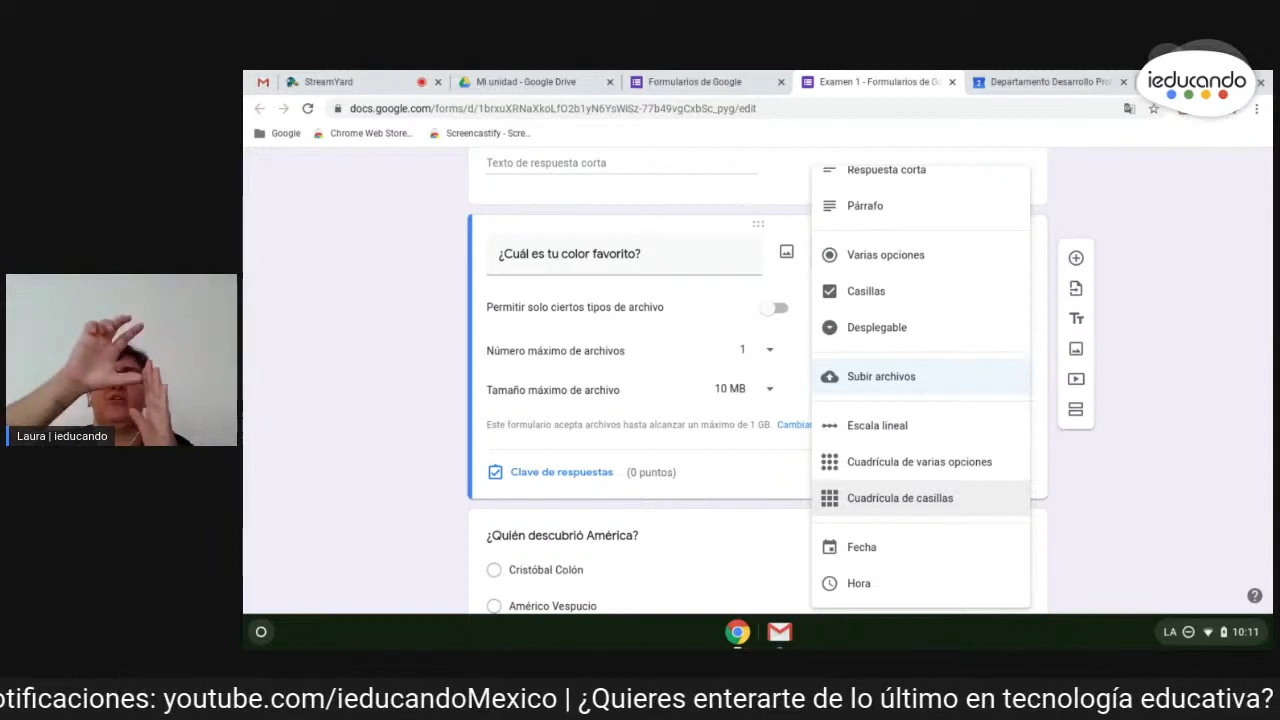 ieducando
StreamYard
Mi unidad - Google Drive
Formularios de Google
Examen 1 - Formularios de Go
Departamento Desarrollo Pro
docs.google.com/forms/d/1brxuXRNaXkoLfO2b1yN6YsWiSz-77b49vgCxbSc_pyg/edit
Google
Chrome Web Store...
Screencastify - Scre...
Texto de respuesta corta
Respuesta corta
Párrafo
¿Cuál es tu color favorito?
Varias opciones
Casillas
Permitir solo ciertos tipos de archivo
Desplegable
Número máximo de archivos 1
Subir archivos
Tamaño máximo de archivo 10 MB
Este formulario acepta archivos hasta alcanzar un máximo de 1 GB. Cambiar
Escala lineal
Cuadrícula de varias opciones
Clave de respuestas (0 puntos)
Cuadrícula de casillas
¿Quién descubrió América?
Fecha
Cristóbal Colón
Hora
Américo Vespucio
Laura | ieducando
LA 10:11
otificaciones: youtube.com/ieducandoMexico | ¿Quieres enterarte de lo último en tecnología educativa?